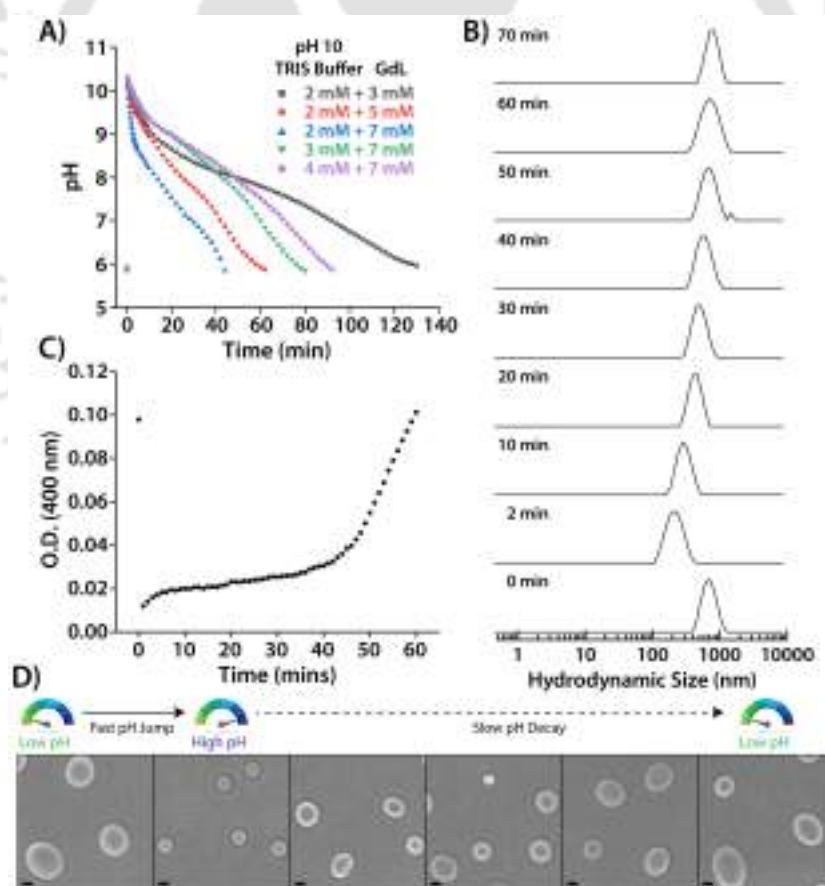 A)
pH 10
TRIS Buffer GdL
2 mM + 3 mM
2 mM + 5 mM
2 mM + 7 mM
3 mM + 7 mM
4 mM + 7 mM
11
10
9
8
7
6
5
pH
0 20 40 60 80 100 120 140
Time (min)
B)
70 min
60 min
50 min
40 min
30 min
20 min
10 min
2 min
0 min
1 10 100 1000 10000
Hydrodynamic Size (nm)
C)
0.12
0.10
0.08
0.06
0.04
0.02
0.00
O.D. (400 nm)
0 10 20 30 40 50 60
Time (mins)
D)
Low pH
Fast pH Jump
High pH
Slow pH Decay
Low pH